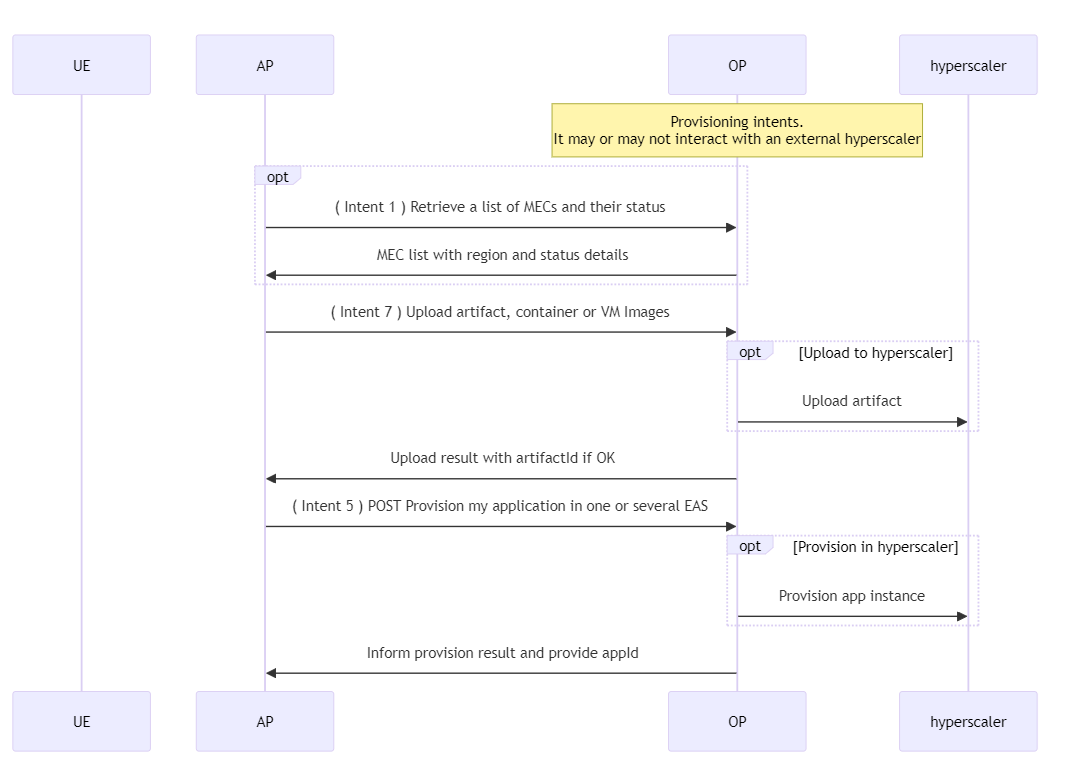 UE
AP
OP
hyperscaler
Provisioning intents.
It may or may not interact with an external hyperscaler
opt
( Intent 1 ) Retrieve a list of MECs and their status
MEC list with region and status details
( Intent 7 ) Upload artifact, container or VM Images
opt
[Upload to hyperscaler]
Upload artifact
Upload result with artifactId if OK
( Intent 5 ) POST Provision my application in one or several EAS
opt
[Provision in hyperscaler]
Provision app instance
Inform provision result and provide appId
UE
AP
OP
hyperscaler